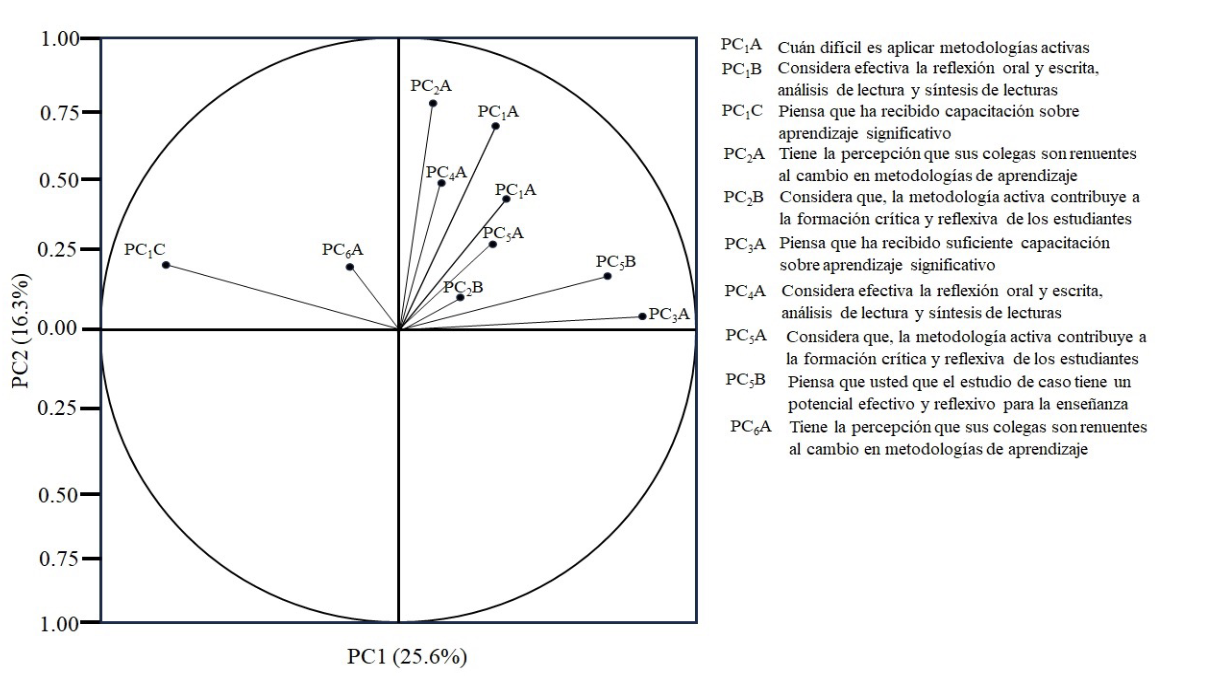 1.00
0.75
0.50
0.25
0.00
0.25
0.50
0.75
1.00
PC2 (16.3%)
PC1 (25.6%)
PC₂A
PC₁A
PC₄A
PC₁A
PC₅A
PC₁C
PC₆A
PC₅B
PC₂B
PC₃A
PC₁A Cuán difícil es aplicar metodologías activas
PC₁B Considera efectiva la reflexión oral y escrita,
análisis de lectura y síntesis de lecturas
PC₁C Piensa que ha recibido capacitación sobre
aprendizaje significativo
PC₂A Tiene la percepción que sus colegas son renuentes
al cambio en metodologías de aprendizaje
PC₂B Considera que, la metodología activa contribuye a
la formación crítica y reflexiva de los estudiantes
PC₃A Piensa que ha recibido suficiente capacitación
sobre aprendizaje significativo
PC₄A Considera efectiva la reflexión oral y escrita,
análisis de lectura y síntesis de lecturas
PC₅A Considera que, la metodología activa contribuye a
la formación crítica y reflexiva de los estudiantes
PC₅B Piensa que usted que el estudio de caso tiene un
potencial efectivo y reflexivo para la enseñanza
PC₆A Tiene la percepción que sus colegas son renuentes
al cambio en metodologías de aprendizaje